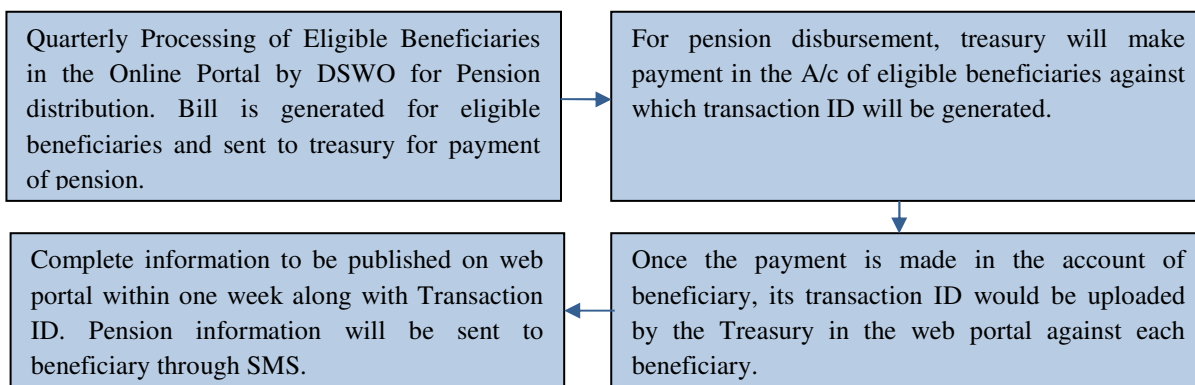 Quarterly Processing of Eligible Beneficiaries
in the Online Portal by DSWO for Pension
distribution. Bill is generated for eligible
beneficiaries and sent to treasury for payment
of pension.
For pension disbursement, treasury will make
payment in the A/c of eligible beneficiaries against
which transaction ID will be generated.
Once the payment is made in the account of
beneficiary, its transaction ID would be uploaded
by the Treasury in the web portal against each
beneficiary.
Complete information to be published on web
portal within one week along with Transaction
ID. Pension information will be sent to
beneficiary through SMS.